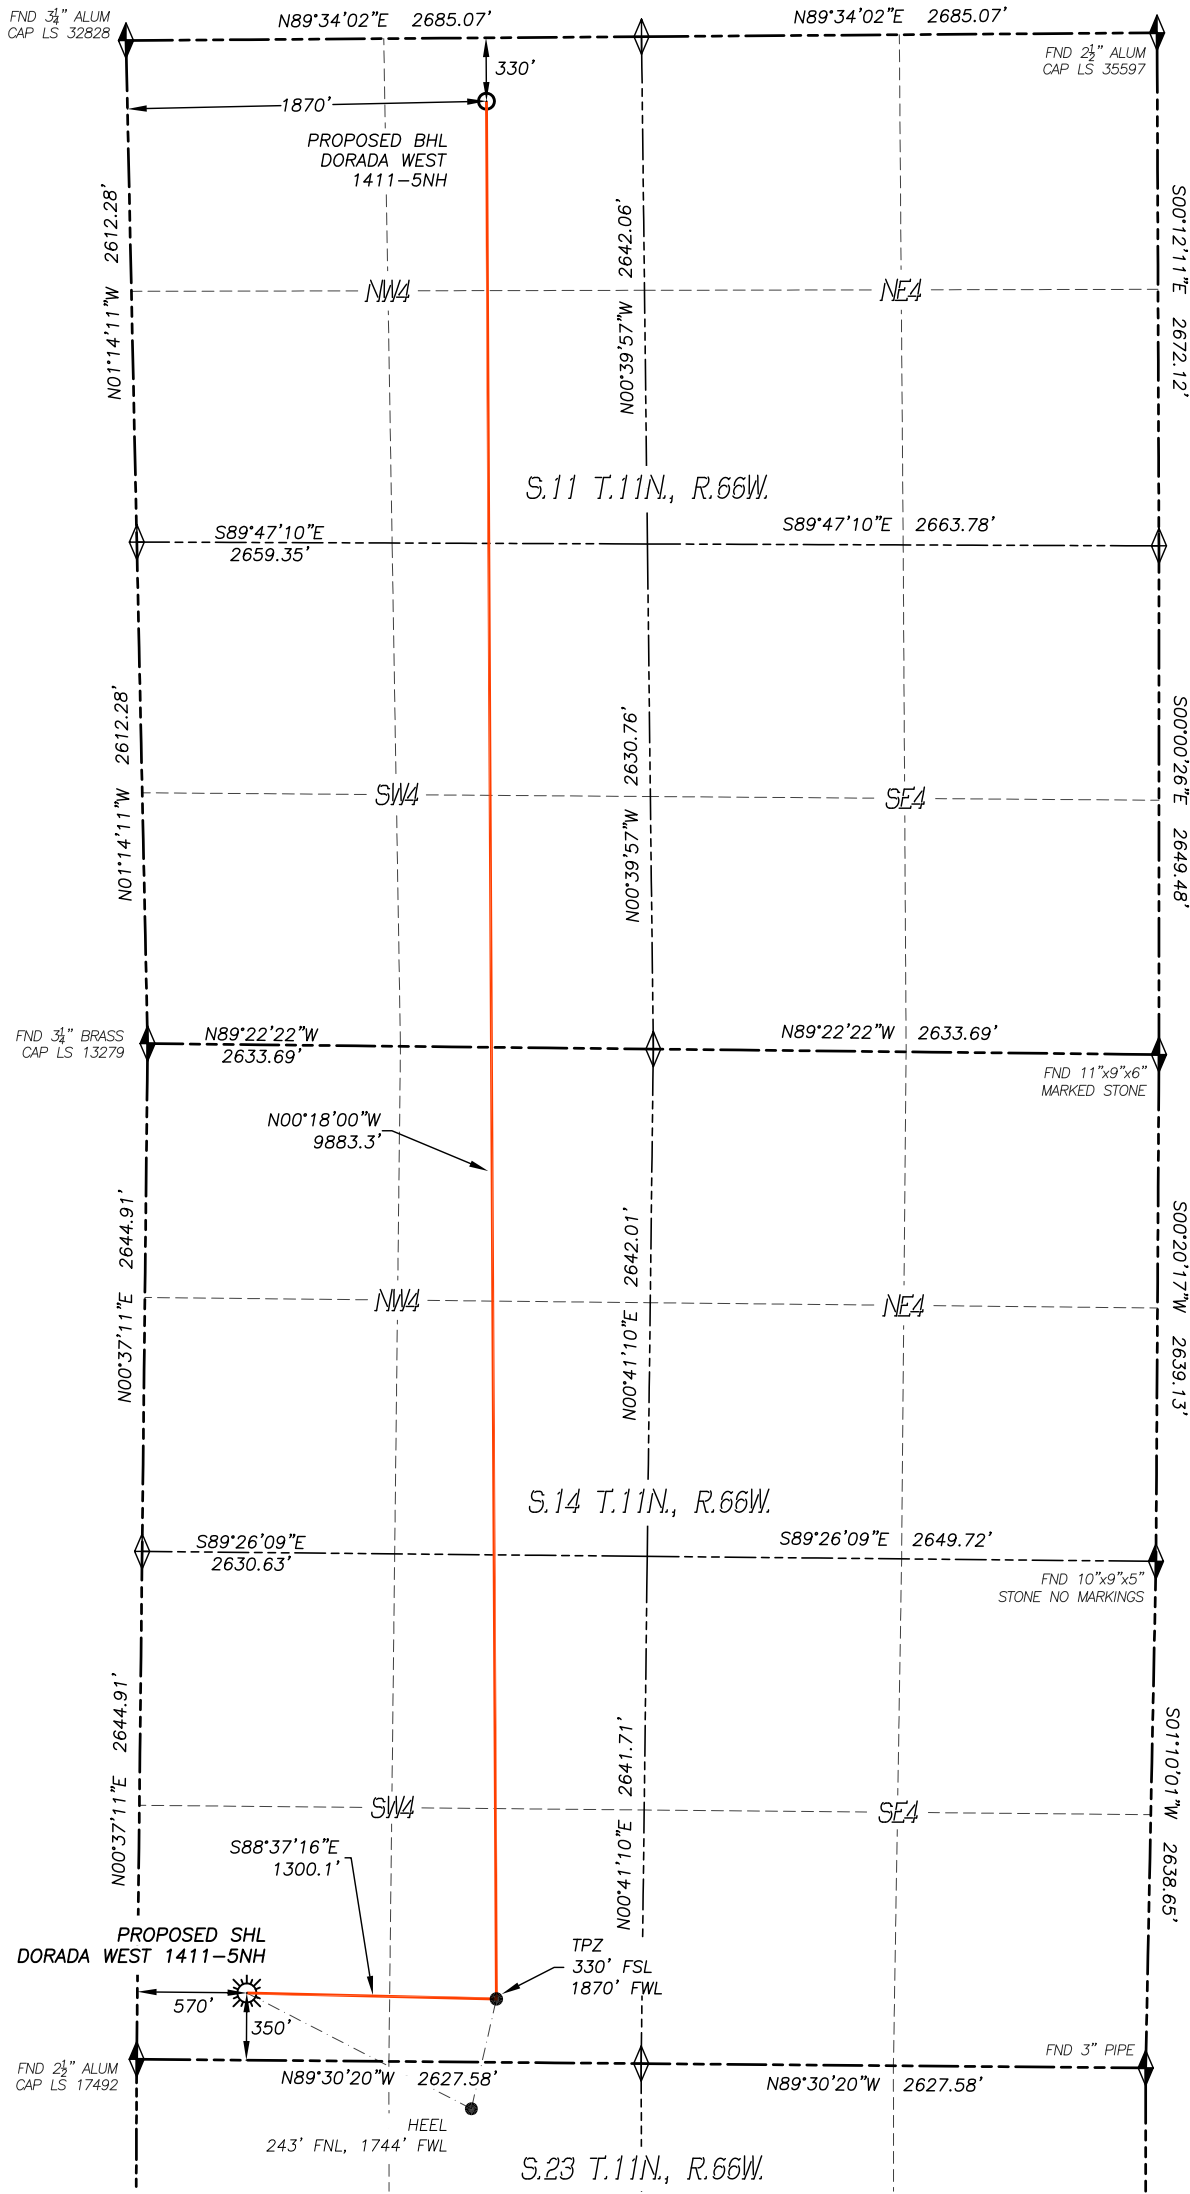 FND 3¼" ALUM
CAP LS 32828
N89°34'02"E 2685.07'
N89°34'02"E 2685.07'
FND 2½" ALUM
CAP LS 35597
330'
1870'
PROPOSED BHL
DORADA WEST
1411-5NH
N01°14'11"W 2612.28'
N00°39'57"W 2642.06'
S00°12'11"E 2672.12'
NW4
NE4
S.11 T.11N., R.66W.
S89°47'10"E
2659.35'
S89°47'10"E 2663.78'
N01°14'11"W 2612.28'
N00°39'57"W 2630.76'
S00°00'26"E 2649.48'
SW4
SE4
FND 3¼" BRASS
CAP LS 13279
N89°22'22"W
2633.69'
N89°22'22"W 2633.69'
FND 11"x9"x6"
MARKED STONE
N00°18'00"W
9883.3'
N00°37'11"E 2644.91'
N00°41'10"E 2642.01'
S00°20'17"W 2639.13'
NW4
NE4
S.14 T.11N., R.66W.
S89°26'09"E
2630.63'
S89°26'09"E 2649.72'
FND 10"x9"x5"
STONE NO MARKINGS
N00°37'11"E 2644.91'
N00°41'10"E 2641.71'
S01°10'01"W 2638.65'
SW4
SE4
S88°37'16"E
1300.1'
PROPOSED SHL
DORADA WEST 1411-5NH
TPZ
330' FSL
1870' FWL
570'
350'
FND 2½" ALUM
CAP LS 17492
N89°30'20"W 2627.58'
N89°30'20"W 2627.58'
FND 3" PIPE
HEEL
243' FNL, 1744' FWL
S.23 T.11N., R.66W.